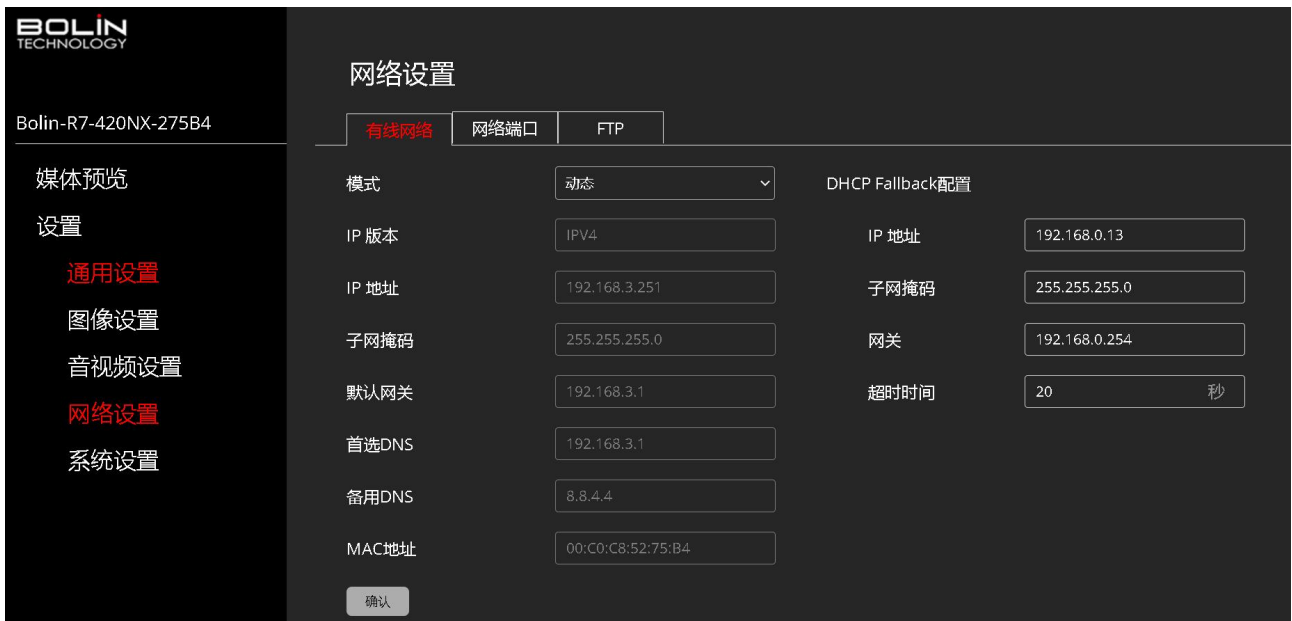 BOLIN
TECHNOLOGY
Bolin-R7-420NX-275B4
媒体预览
设置
通用设置
图像设置
音视频设置
网络设置
系统设置
网络设置
有线网络 网络端口 FTP
模式 动态 DHCP Fallback配置
IP 版本 IPV4 IP 地址 192.168.0.13
IP 地址 192.168.3.251 子网掩码 255.255.255.0
子网掩码 255.255.255.0 网关 192.168.0.254
默认网关 192.168.3.1 超时时间 20 秒
首选DNS 192.168.3.1
备用DNS 8.8.4.4
MAC地址 00:C0:C8:52:75:B4
确认